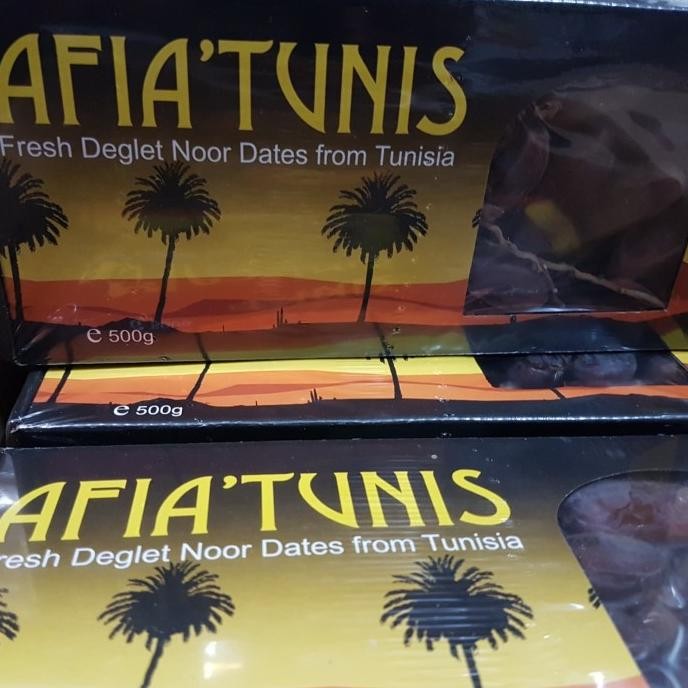 AFIA'TUNIS
Fresh Deglet Noor Dates from Tunisia
e 500g
e 500g
AFIA'TUNIS
resh Deglet Noor Dates from Tunisia